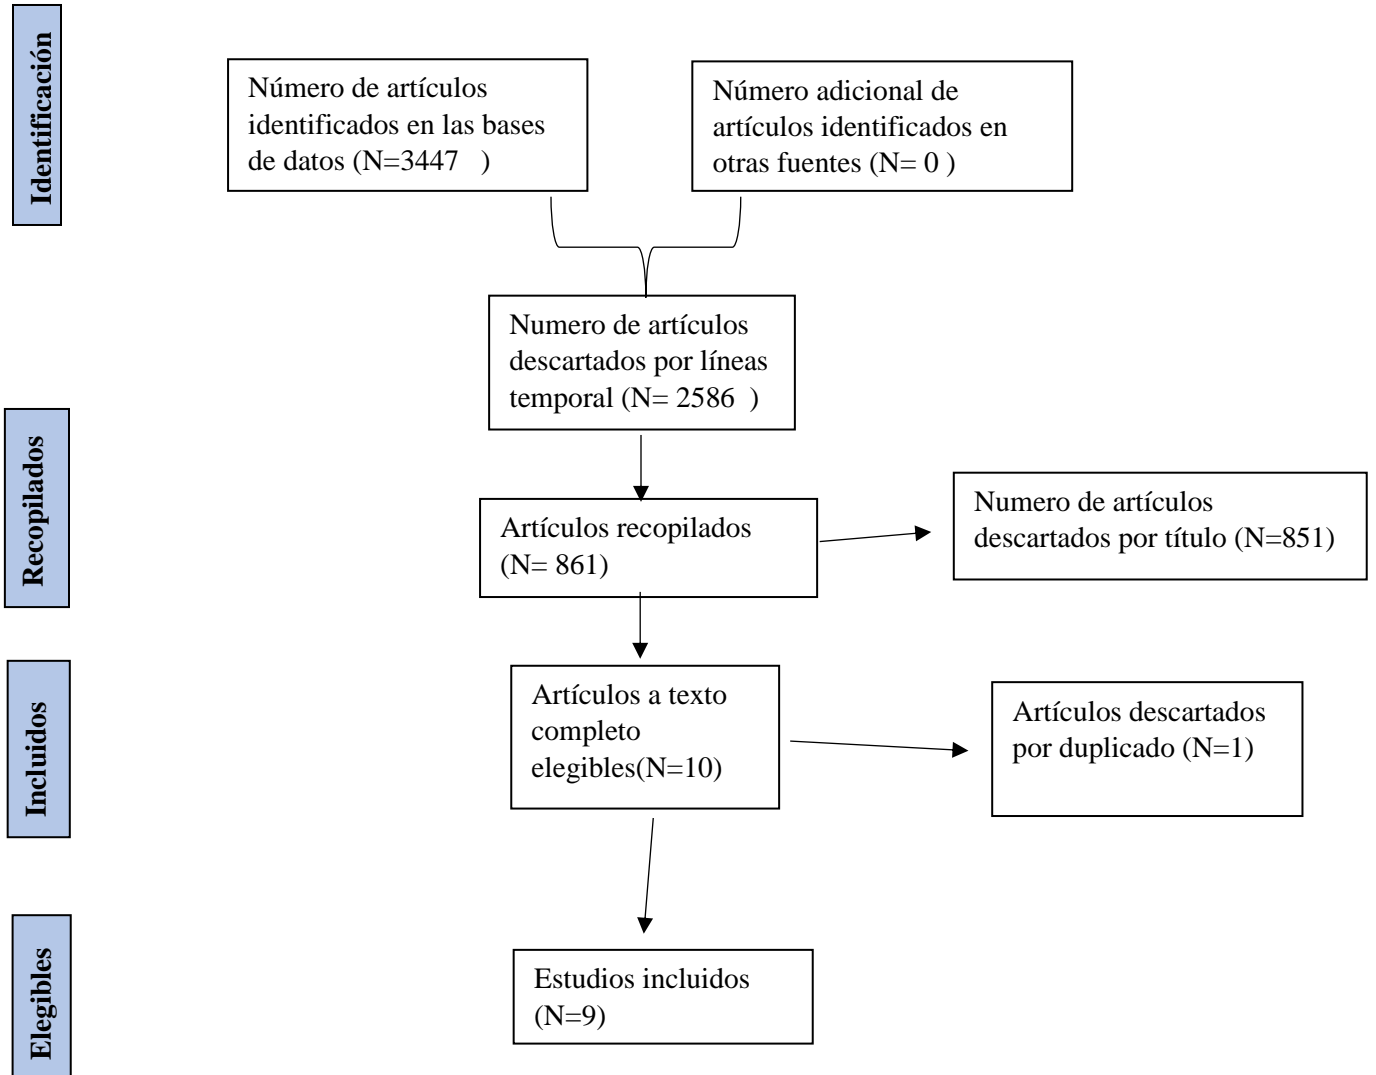 Identificación
Número de artículos
identificados en las bases
de datos (N=3447 )
Número adicional de
artículos identificados en
otras fuentes (N= 0 )
Numero de artículos
descartados por líneas
temporal (N= 2586 )
Recopilados
Artículos recopilados
(N= 861)
Numero de artículos
descartados por título (N=851)
Incluidos
Artículos a texto
completo
elegibles(N=10)
Artículos descartados
por duplicado (N=1)
Elegibles
Estudios incluidos
(N=9)